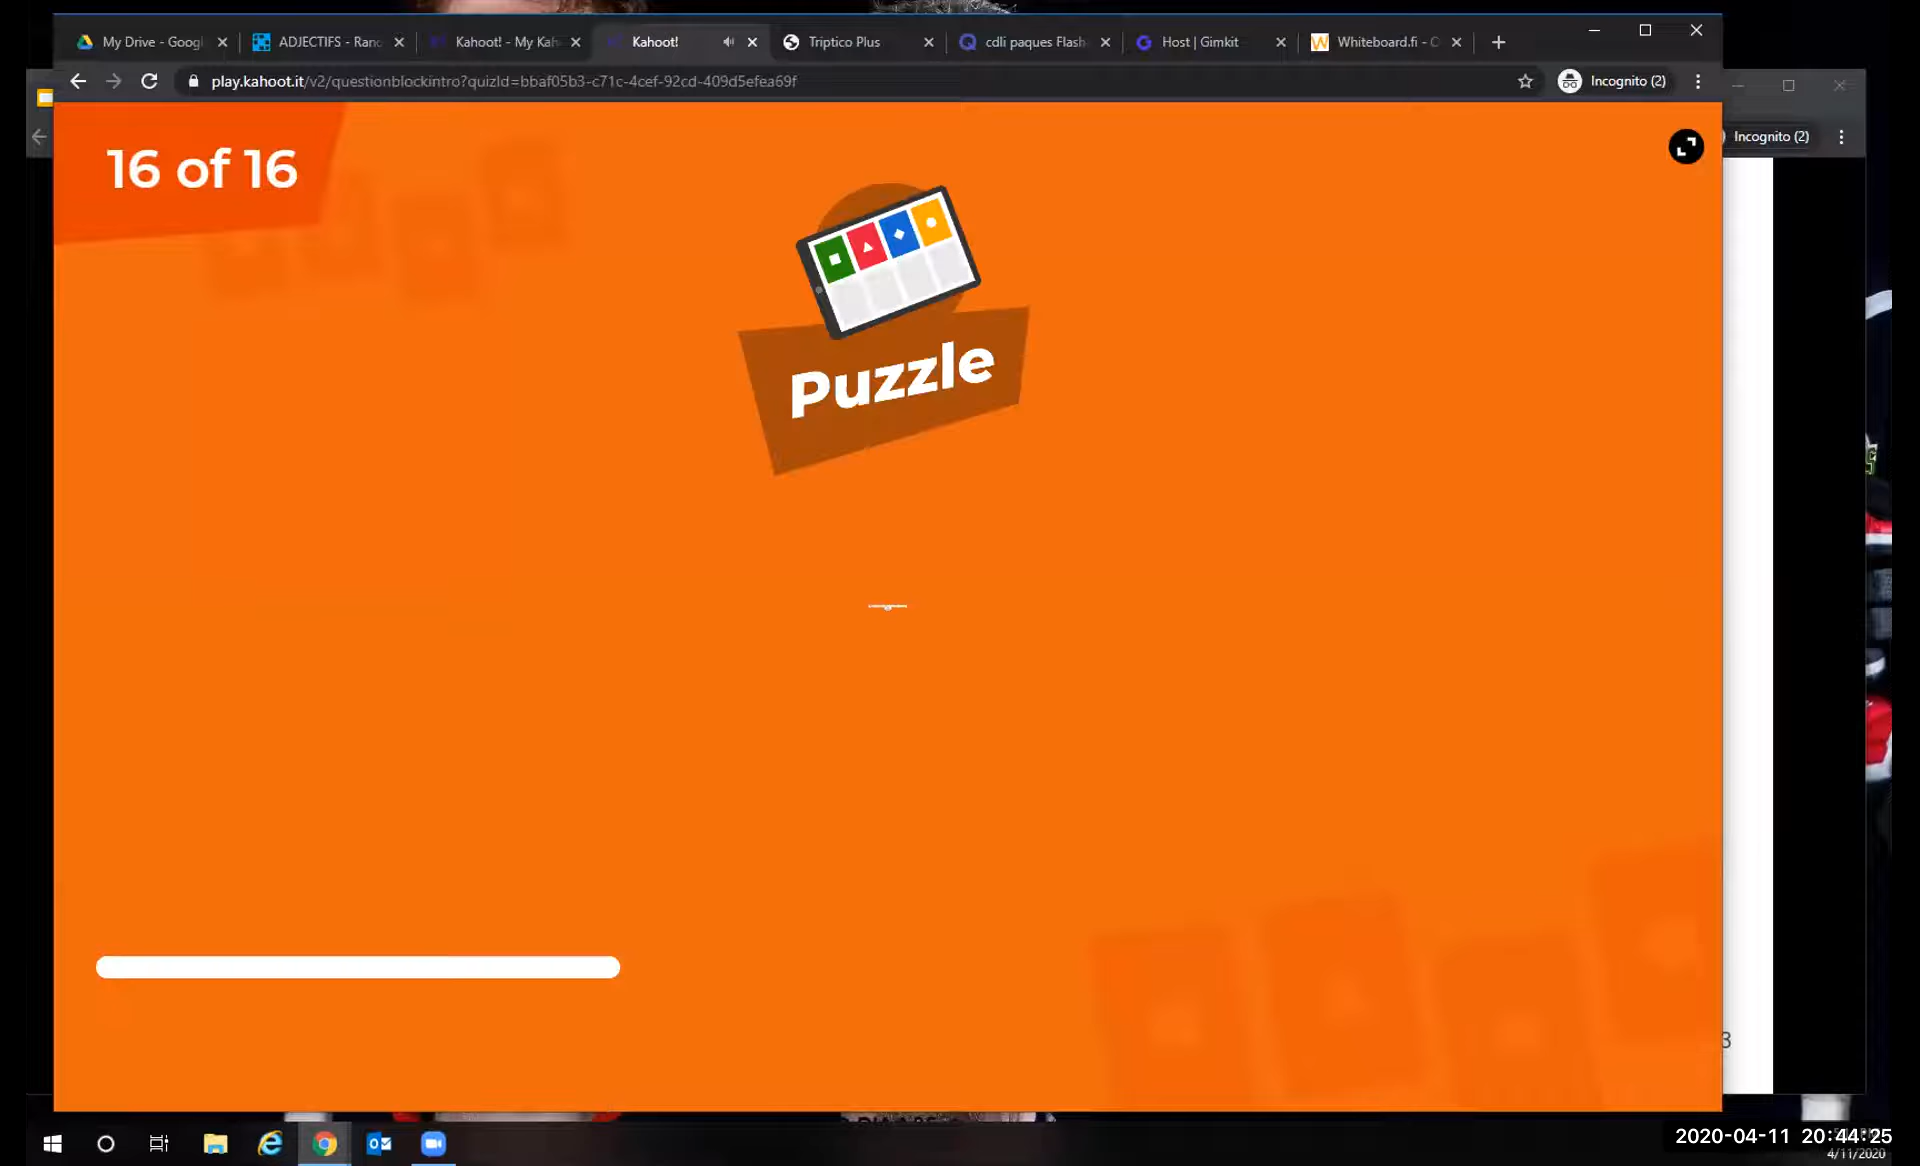 My Drive - Googl
ADJECTIFS - Ranc
Kahoot! - My Kah
Kahoot!
Triptico Plus
cdli paques Flash
Host | Gimkit
Whiteboard.fi - C
play.kahoot.it/v2/questionblockintro?quizId=bbaf05b3-c71c-4cef-92cd-409d5efea69f
Incognito (2)
Incognito (2)
16 of 16
Puzzle
3
2020-04-11 20:44:25
4/11/2020